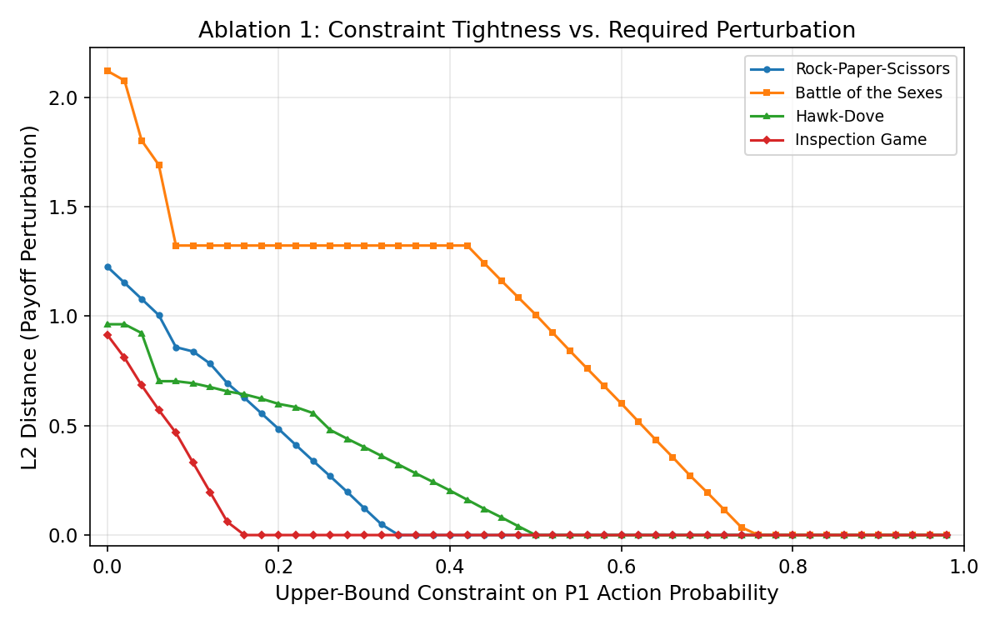 Ablation 1: Constraint Tightness vs. Required Perturbation
L2 Distance (Payoff Perturbation)
2.0
1.5
1.0
0.5
0.0
Rock-Paper-Scissors
Battle of the Sexes
Hawk-Dove
Inspection Game
0.0 0.2 0.4 0.6 0.8 1.0
Upper-Bound Constraint on P1 Action Probability